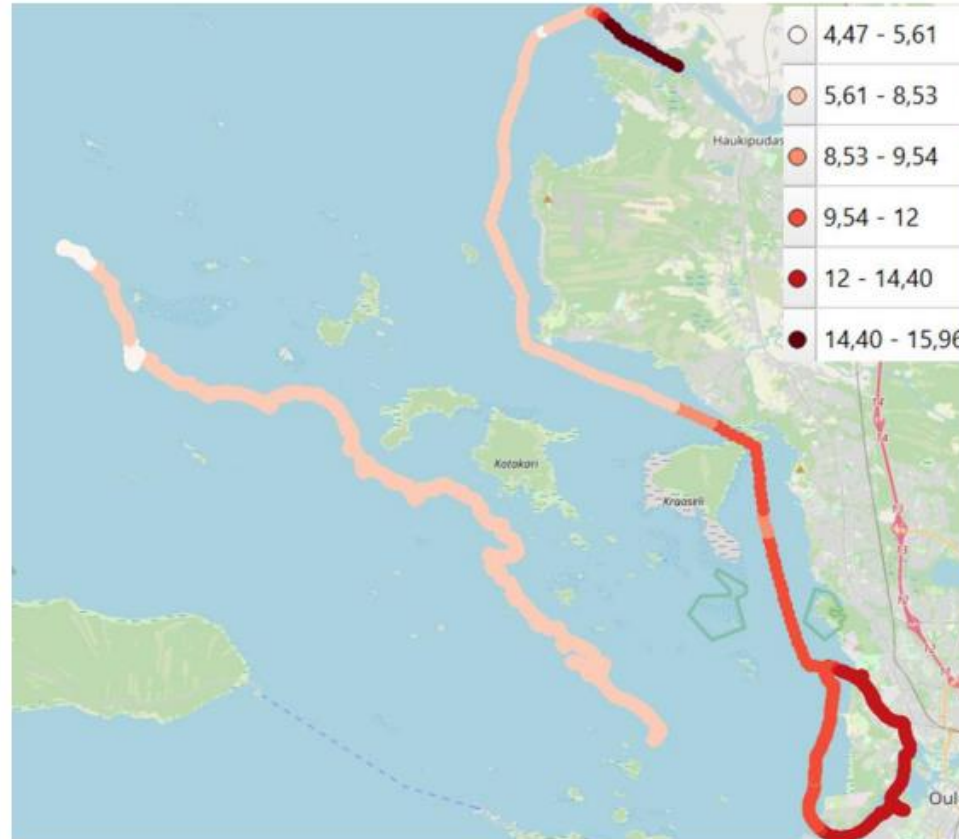 4,47 - 5,61
5,61 - 8,53
8,53 - 9,54
9,54 - 12
12 - 14,40
14,40 - 15,96
Haukipudas
Kotakari
Kraaseli
Oul